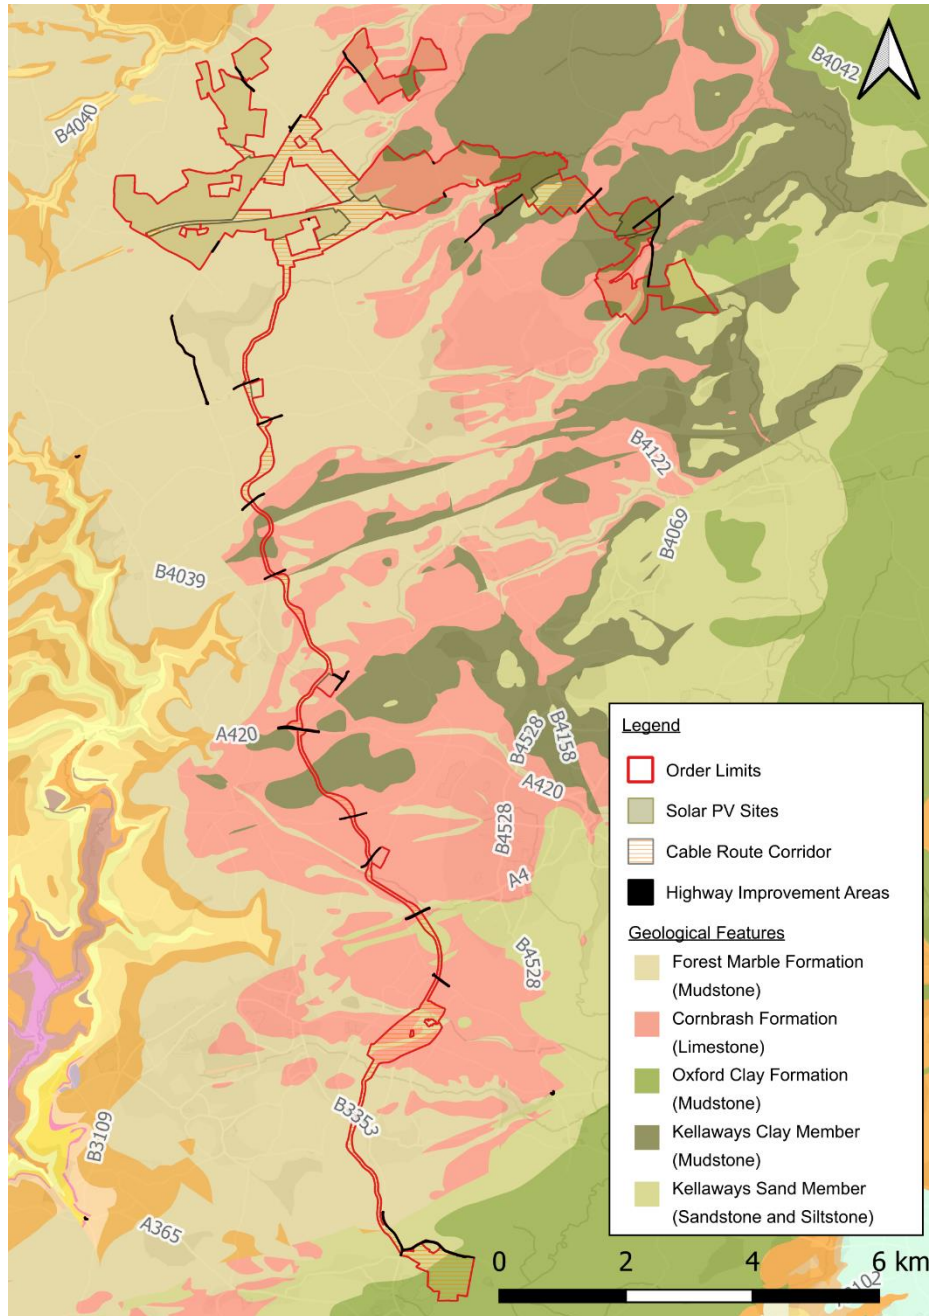 B4042
B4040
B4122
B4069
B4039
A420
B4528
B4158
A420
B4528
A4
B4528
B3353
B3109
A365
Legend
Order Limits
Solar PV Sites
Cable Route Corridor
Highway Improvement Areas
Geological Features
Forest Marble Formation
(Mudstone)
Cornbrash Formation
(Limestone)
Oxford Clay Formation
(Mudstone)
Kellaways Clay Member
(Mudstone)
Kellaways Sand Member
(Sandstone and Siltstone)
0 2 4 6 km